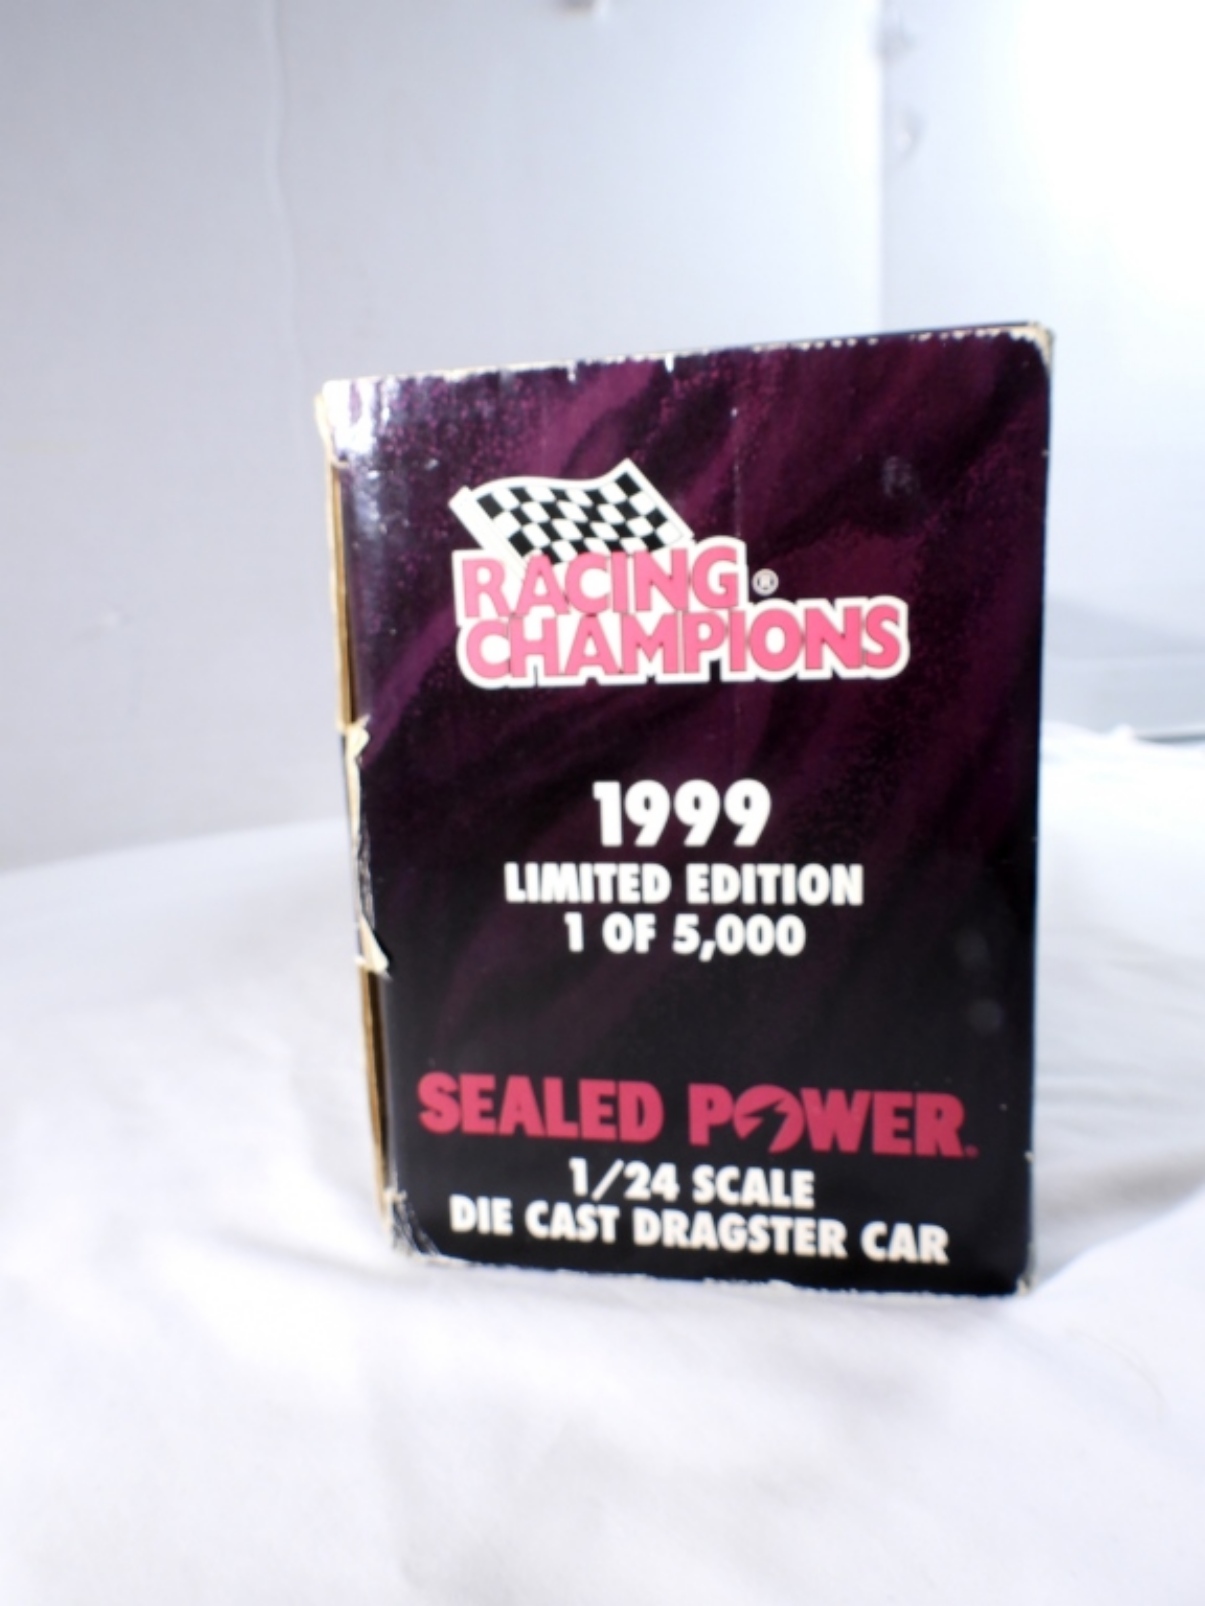 RACING ®
CHAMPIONS
1999
LIMITED EDITION
1 OF 5,000
SEALED POWER.
1/24 SCALE
DIE CAST DRAGSTER CAR